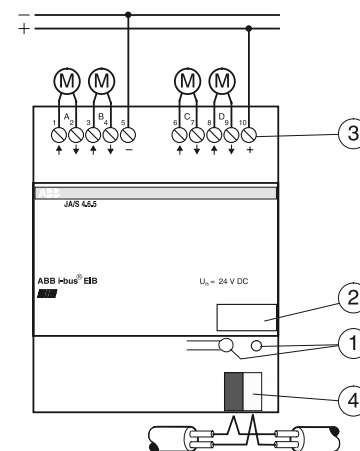 −
+
M M M M
A B C D
1 2 3 4 5 6 7 8 9 10
− +
3
ABB
JA/S 4.6.5
ABB i-bus® EIB
Un = 24 V DC
2
1
4